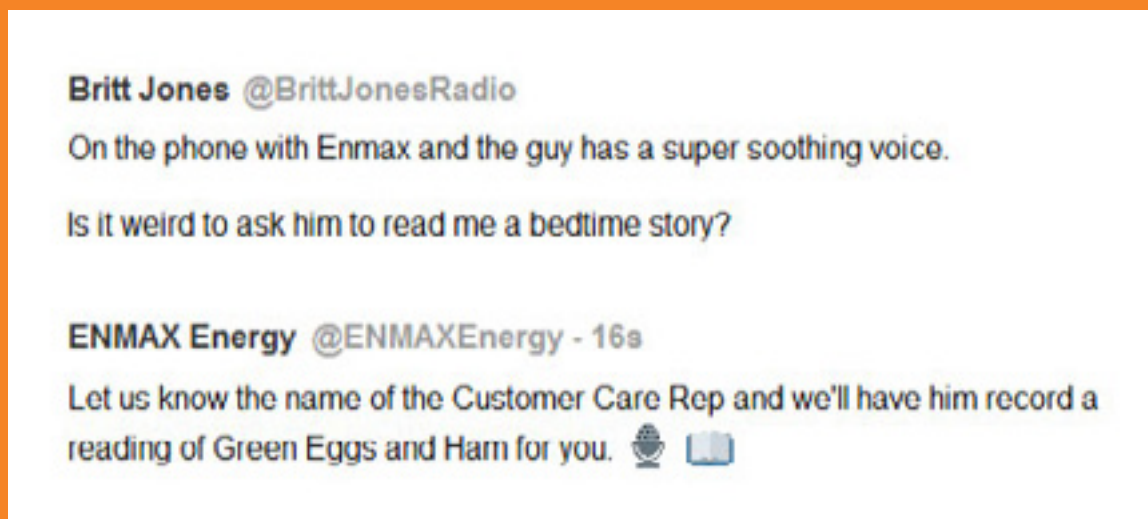 Britt Jones @BrittJonesRadio
On the phone with Enmax and the guy has a super soothing voice.
Is it weird to ask him to read me a bedtime story?
ENMAX Energy @ENMAXEnergy - 16s
Let us know the name of the Customer Care Rep and we'll have him record a
reading of Green Eggs and Ham for you. 🎙 📖